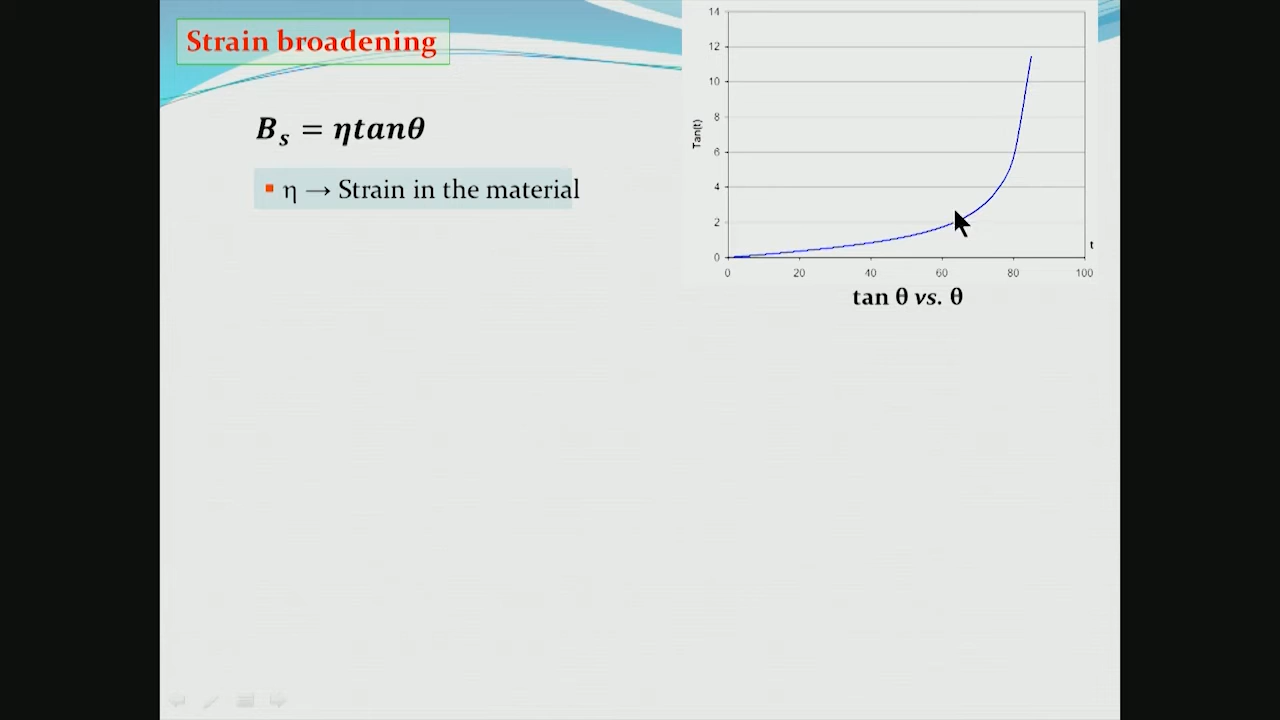 Strain broadening
𝑩𝒔 = 𝜼𝒕𝒂𝒏𝜽
▪ η → Strain in the material
14
12
10
8
6
4
2
0
Tan(t)
0 20 40 60 80 100
t
tan θ vs. θ